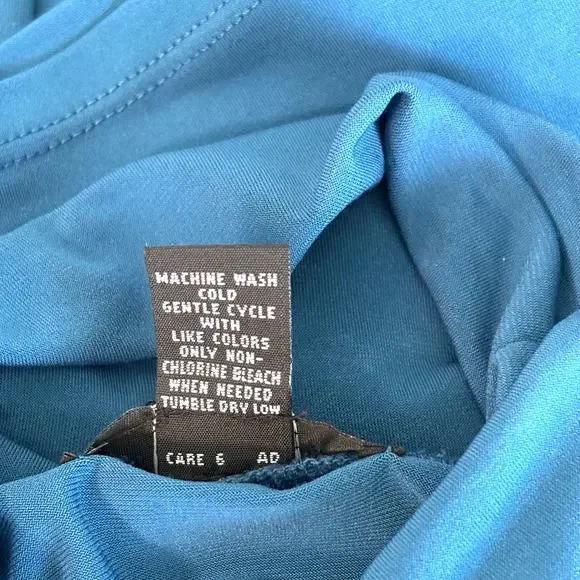 MACHINE WASH
COLD
GENTLE CYCLE
WITH
LIKE COLORS
ONLY NON-
CHLORINE BLEACH
WHEN NEEDED
TUMBLE DRY LOW
CARE 6 AD